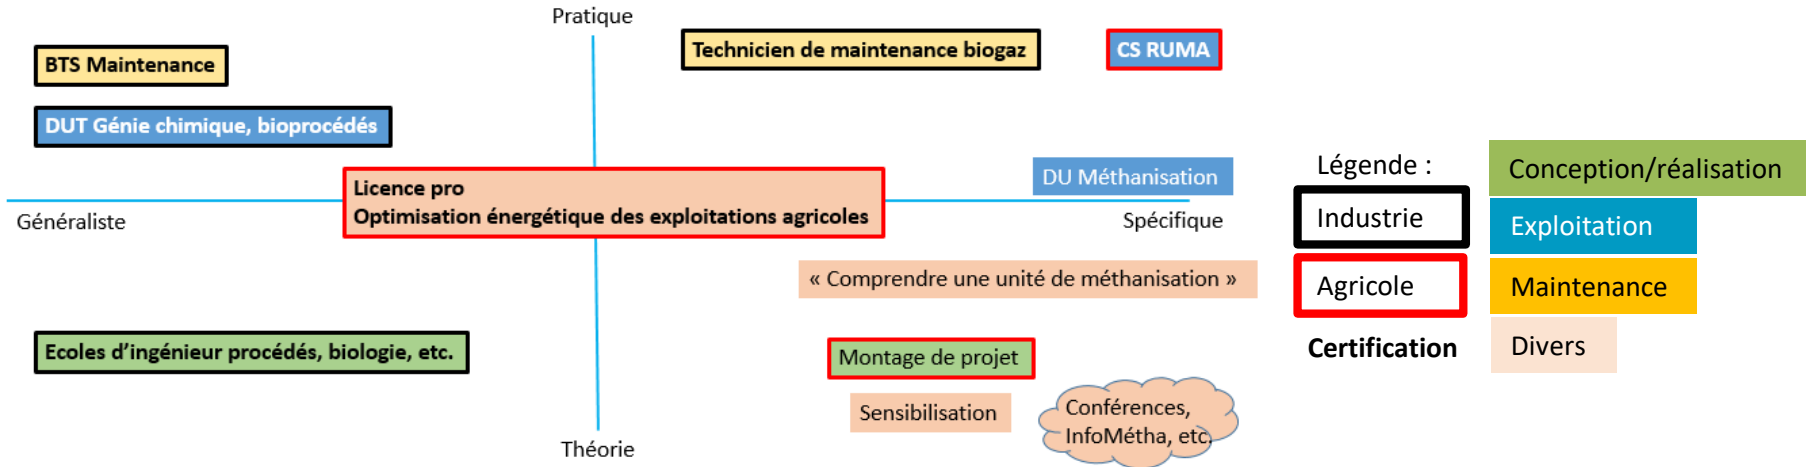 Pratique
BTS Maintenance
Technicien de maintenance biogaz
CS RUMA
DUT Génie chimique, bioprocédés
Licence pro
Optimisation énergétique des exploitations agricoles
DU Méthanisation
Généraliste
Spécifique
« Comprendre une unité de méthanisation »
Ecoles d’ingénieur procédés, biologie, etc.
Montage de projet
Sensibilisation
Conférences,
InfoMétha, etc.
Théorie
Légende :
Conception/réalisation
Industrie
Exploitation
Agricole
Maintenance
Certification
Divers